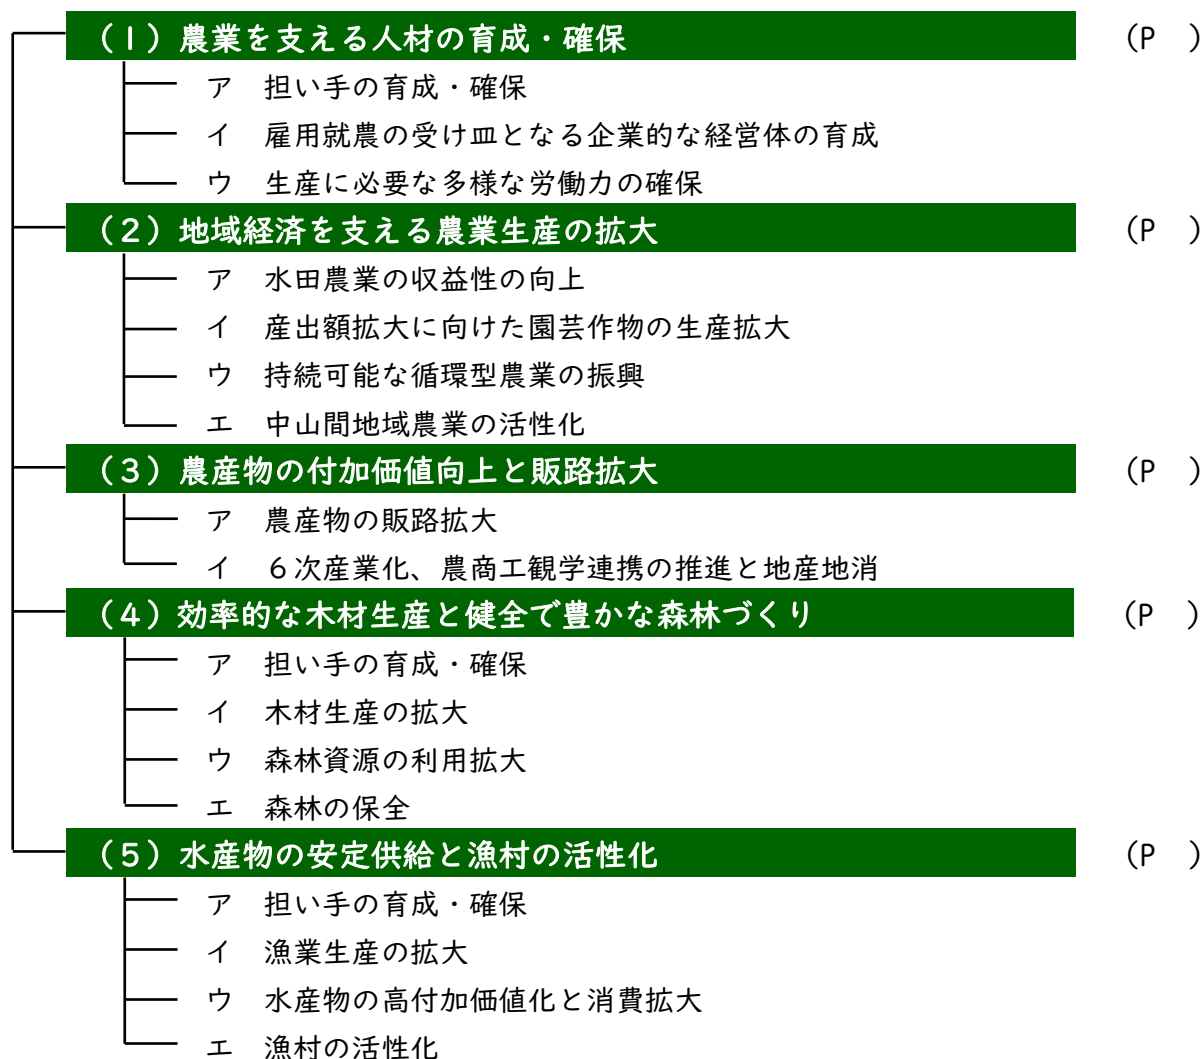 （１）農業を支える人材の育成・確保 （P　）
ア　担い手の育成・確保
イ　雇用就農の受け皿となる企業的な経営体の育成
ウ　生産に必要な多様な労働力の確保
（２）地域経済を支える農業生産の拡大 （P　）
ア　水田農業の収益性の向上
イ　産出額拡大に向けた園芸作物の生産拡大
ウ　持続可能な循環型農業の振興
エ　中山間地域農業の活性化
（３）農産物の付加価値向上と販路拡大 （P　）
ア　農産物の販路拡大
イ　６次産業化、農商工観学連携の推進と地産地消
（４）効率的な木材生産と健全で豊かな森林づくり （P　）
ア　担い手の育成・確保
イ　木材生産の拡大
ウ　森林資源の利用拡大
エ　森林の保全
（５）水産物の安定供給と漁村の活性化 （P　）
ア　担い手の育成・確保
イ　漁業生産の拡大
ウ　水産物の高付加価値化と消費拡大
エ　漁村の活性化